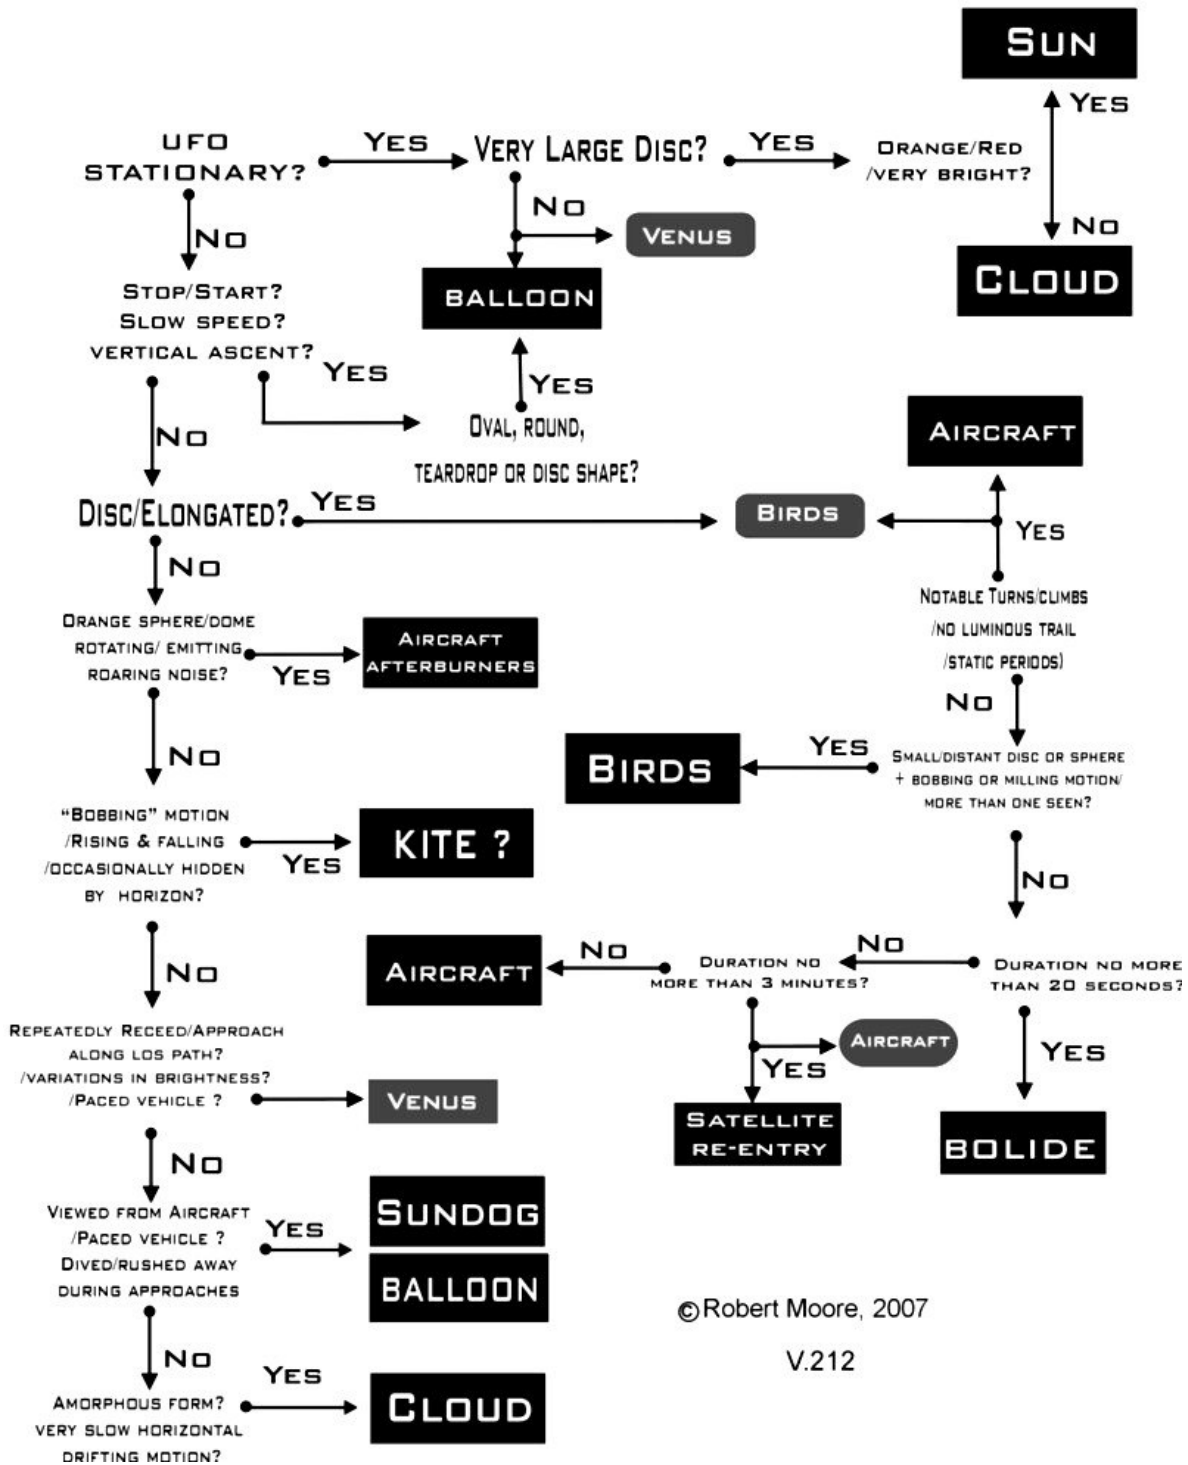 SUN
YES
UFO
STATIONARY?
YES
VERY LARGE DISC?
YES
ORANGE/RED
/VERY BRIGHT?
NO
VENUS
NO
CLOUD
NO
BALLOON
STOP/START?
SLOW SPEED?
VERTICAL ASCENT?
YES
YES
OVAL, ROUND,
TEARDROP OR DISC SHAPE?
NO
AIRCRAFT
DISC/ELONGATED?
YES
BIRDS
YES
NO
NOTABLE TURNS/CLIMBS
/NO LUMINOUS TRAIL
/STATIC PERIODS)
ORANGE SPHERE/DOME
ROTATING/ EMITTING
ROARING NOISE?
YES
AIRCRAFT
AFTERBURNERS
NO
NO
BIRDS
YES
SMALL/DISTANT DISC OR SPHERE
+ BOBBING OR MILLING MOTION/
MORE THAN ONE SEEN?
"BOBBING" MOTION
/RISING & FALLING
/OCCASIONALLY HIDDEN
BY HORIZON?
YES
KITE ?
NO
NO
AIRCRAFT
NO
DURATION NO
MORE THAN 3 MINUTES?
NO
DURATION NO MORE
THAN 20 SECONDS?
REPEATEDLY RECEED/APPROACH
ALONG LOS PATH?
/VARIATIONS IN BRIGHTNESS?
/PACED VEHICLE ?
VENUS
AIRCRAFT
YES
YES
SATELLITE
RE-ENTRY
BOLIDE
NO
VIEWED FROM AIRCRAFT
/PACED VEHICLE ?
DIVED/RUSHED AWAY
DURING APPROACHES
YES
SUNDOG
BALLOON
©Robert Moore, 2007
V.212
NO
AMORPHOUS FORM?
VERY SLOW HORIZONTAL
DRIFTING MOTION?
YES
CLOUD